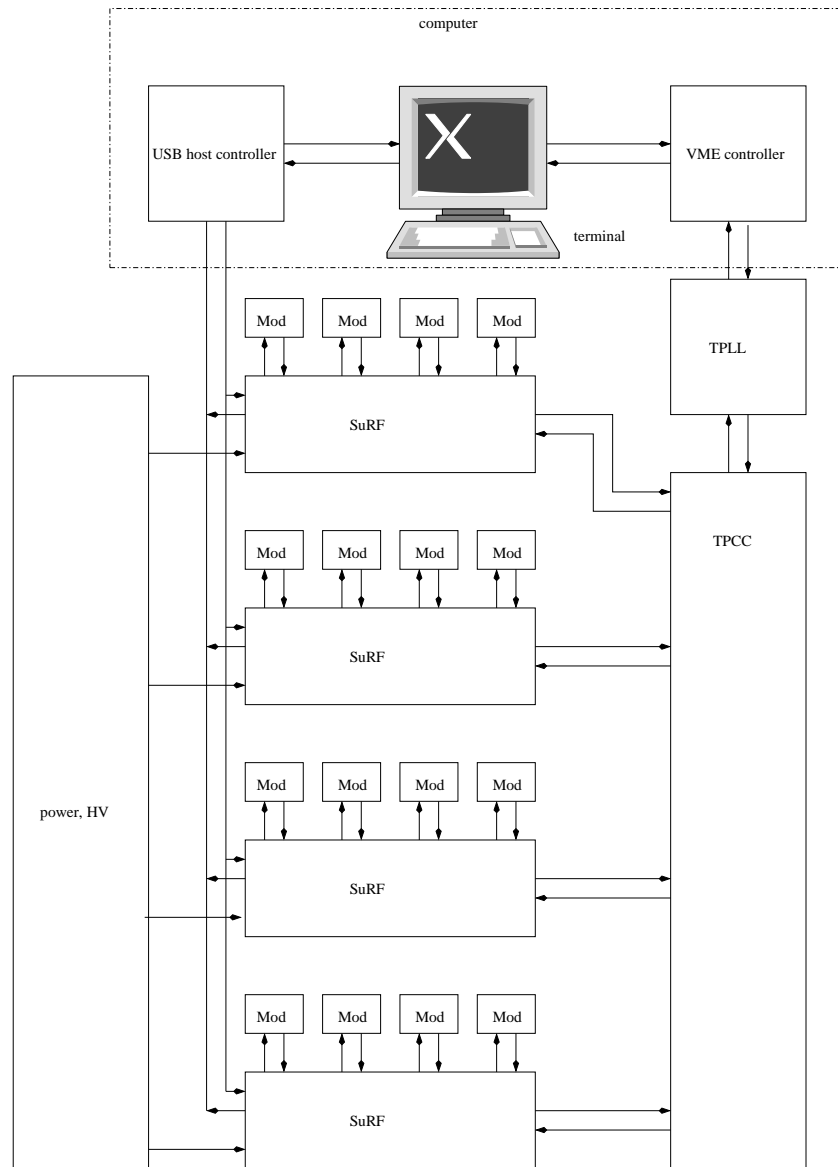 computer
USB host controller
X
VME controller
terminal
Mod Mod Mod Mod
TPLL
SuRF
TPCC
Mod Mod Mod Mod
SuRF
Mod Mod Mod Mod
power, HV
SuRF
Mod Mod Mod Mod
SuRF